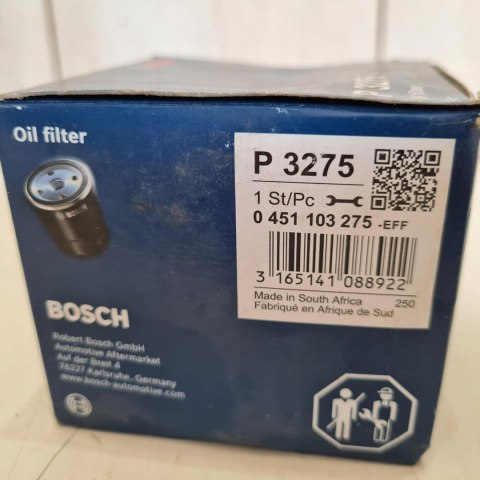 Oil filter
P 3275
1 St/Pc
0 451 103 275 -EFF
3 165141 088922
Made in South Africa 250
Fabriqué en Afrique de Sud
BOSCH
BOSCH
Robert Bosch GmbH
Automotive Aftermarket
Auf der Breit 4
76227 Karlsruhe, Germany
www.bosch-automotive.com